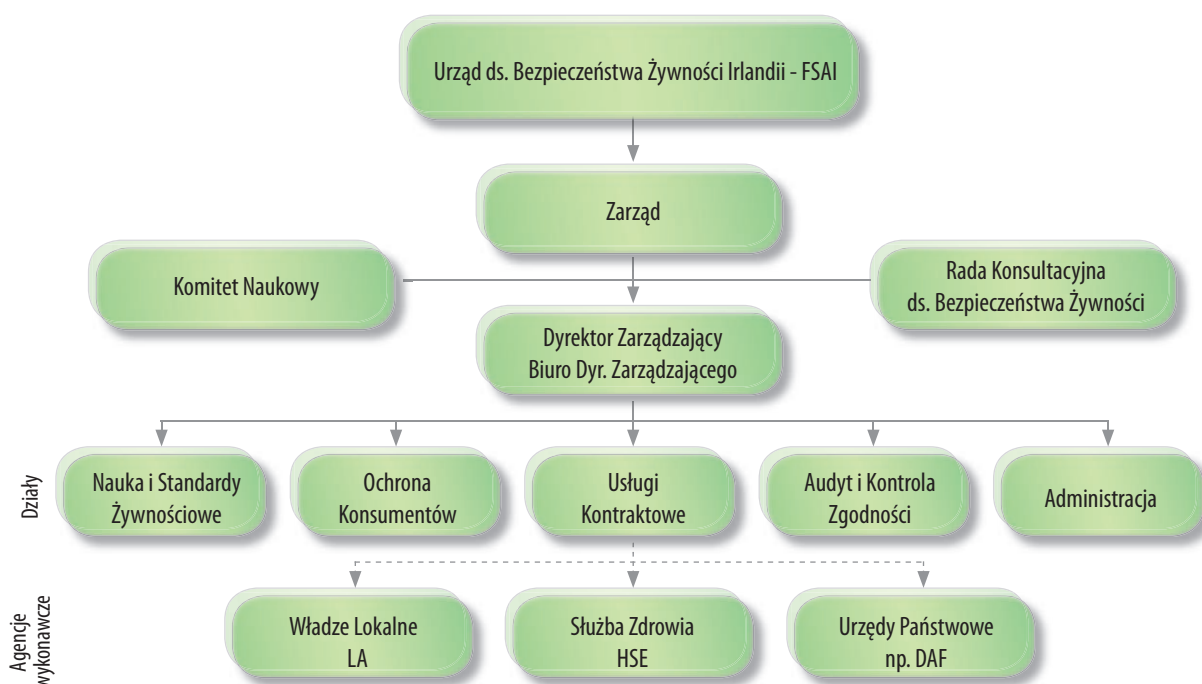 Urząd ds. Bezpieczeństwa Żywności Irlandii - FSAI
Zarząd
Komitet Naukowy
Rada Konsultacyjna
ds. Bezpieczeństwa Żywności
Dyrektor Zarządzający
Biuro Dyr. Zarządzającego
Działy
Nauka i Standardy
Żywnościowe
Ochrona
Konsumentów
Usługi
Kontraktowe
Audyt i Kontrola
Zgodności
Administracja
Agencje
wykonawcze
Władze Lokalne
LA
Służba Zdrowia
HSE
Urzędy Państwowe
np. DAF